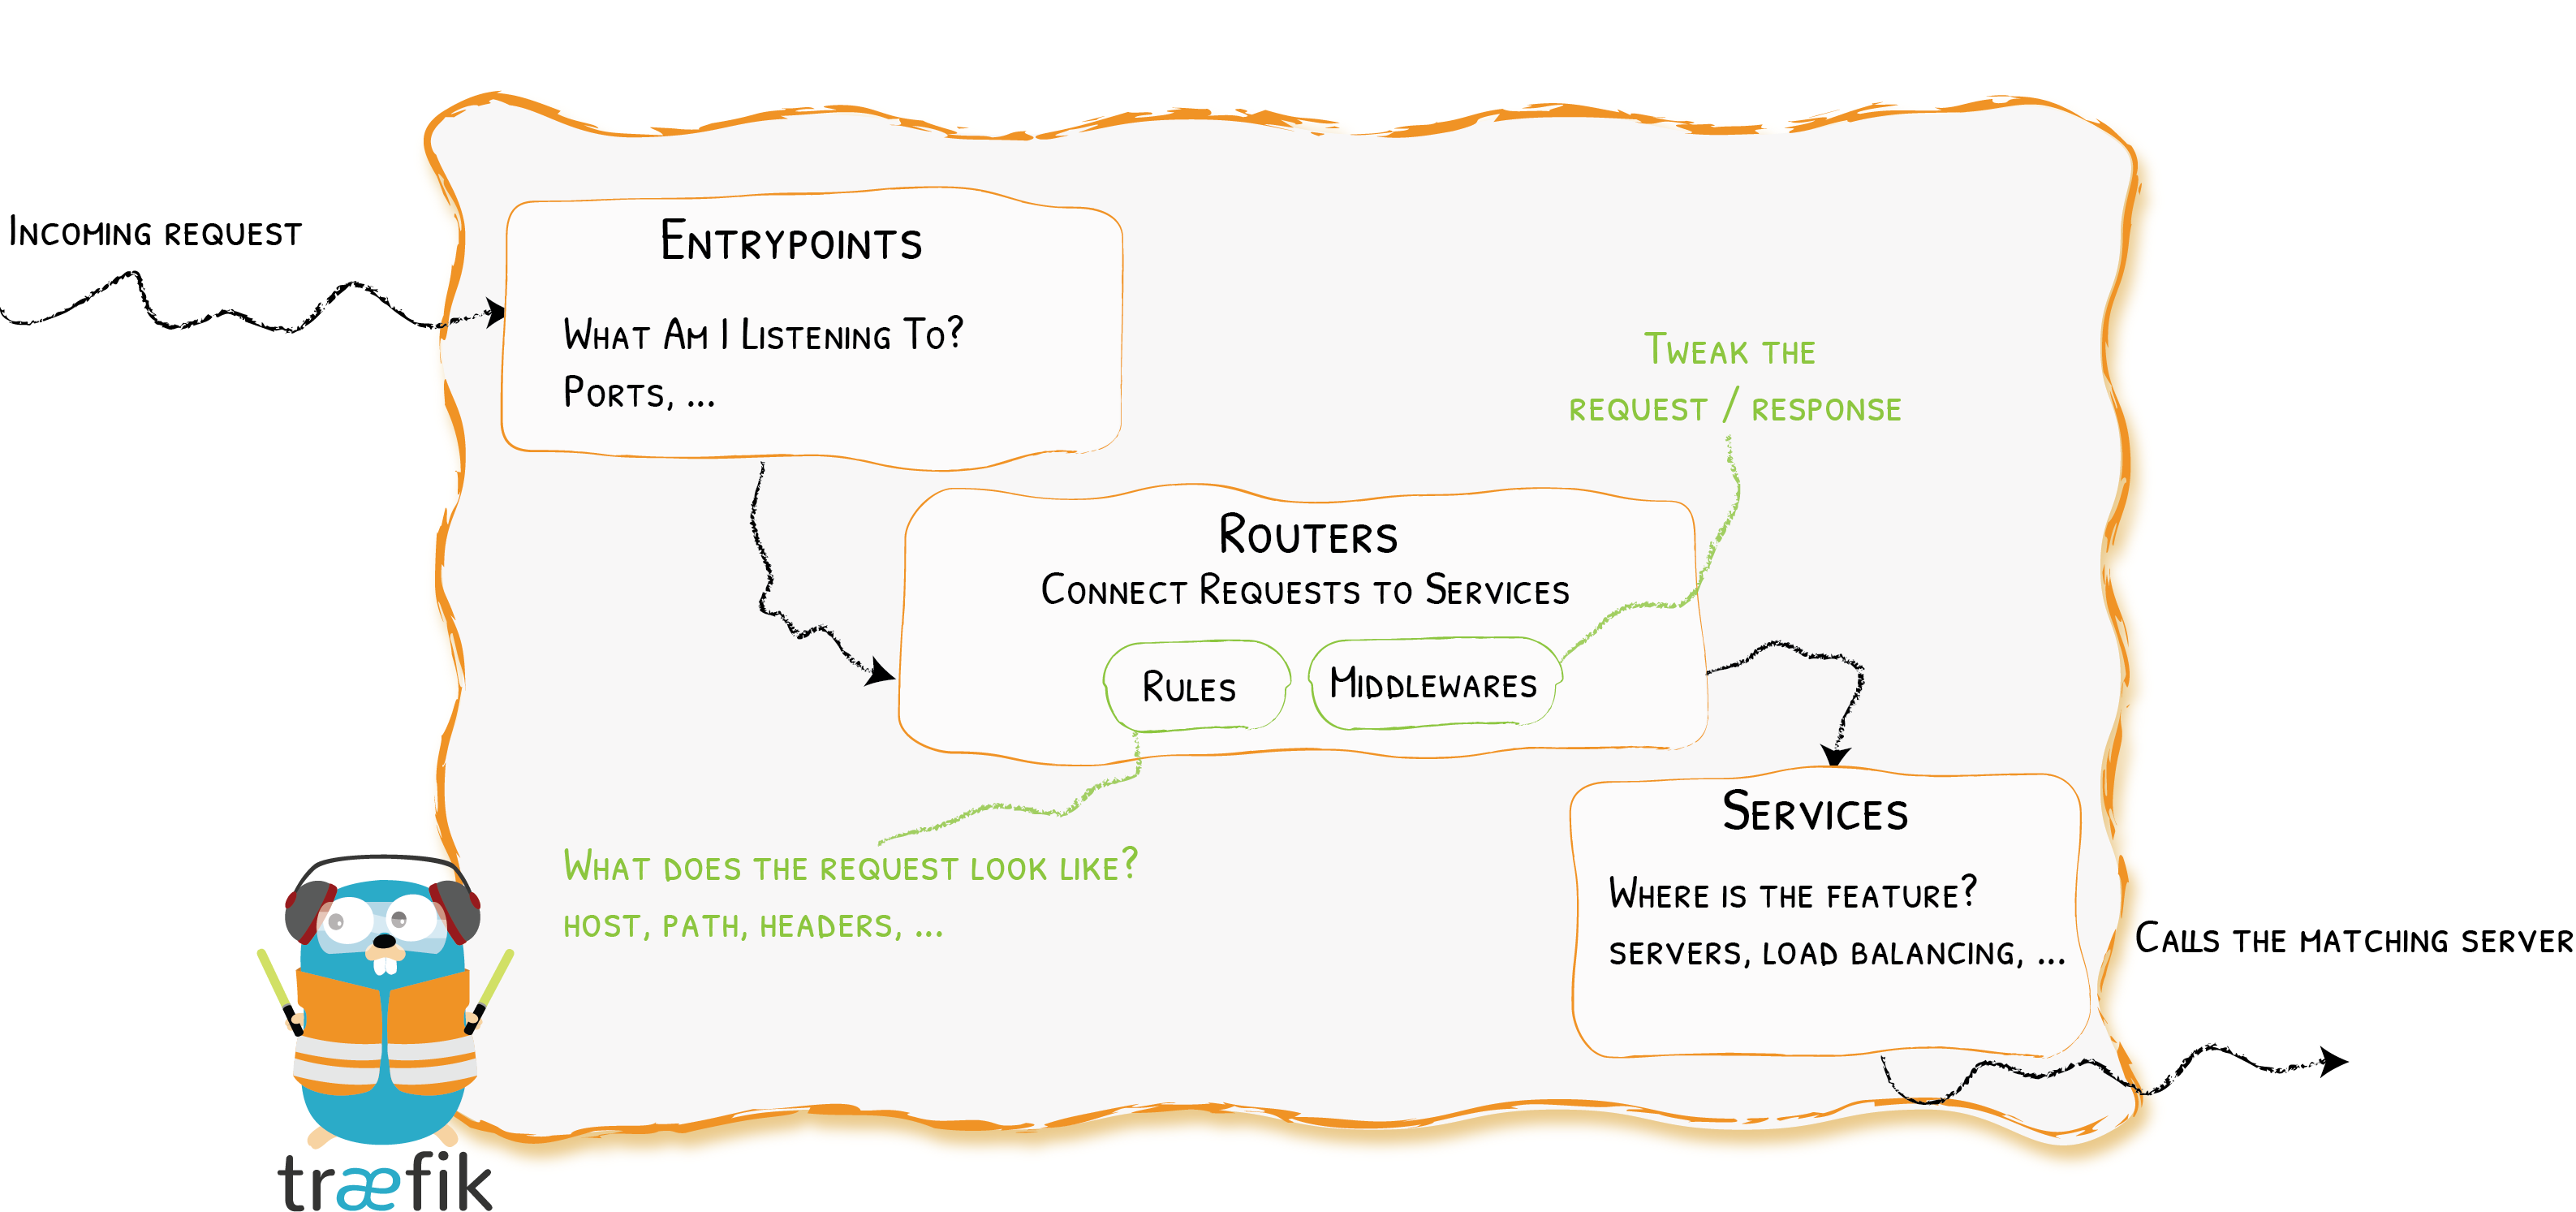 Incoming request
Entrypoints
What Am I Listening To?
Ports, ...
Tweak the
request / response
Routers
Connect Requests to Services
Rules
Middlewares
What does the request look like?
host, path, headers, ...
Services
Where is the feature?
servers, load balancing, ...
Calls the matching server
træfik